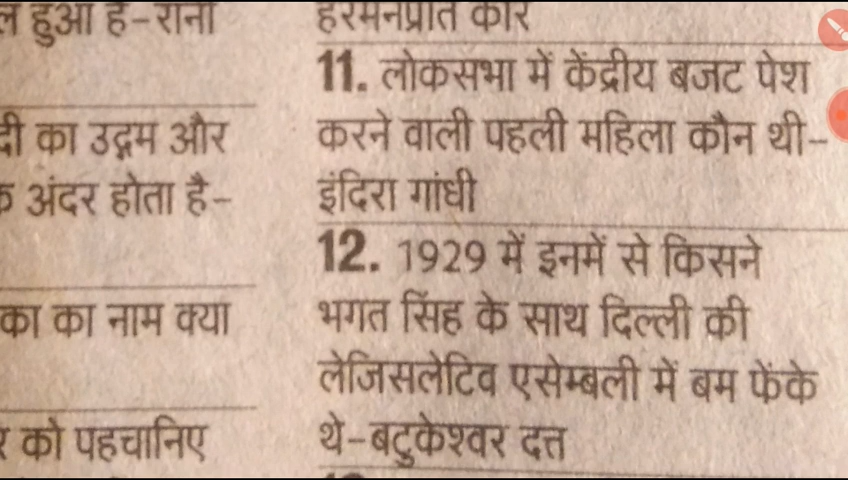 हुआ है-राना
दी का उद्गम और
अंदर होता है-
का का नाम क्या
को पहचानिए
हरमनप्रीत कौर
11. लोकसभा में केंद्रीय बजट पेश
करने वाली पहली महिला कौन थी-
इंदिरा गांधी
12. 1929 में इनमें से किसने
भगत सिंह के साथ दिल्ली की
लेजिसलेटिव एसेम्बली में बम फेंके
थे-बटुकेश्वर दत्त